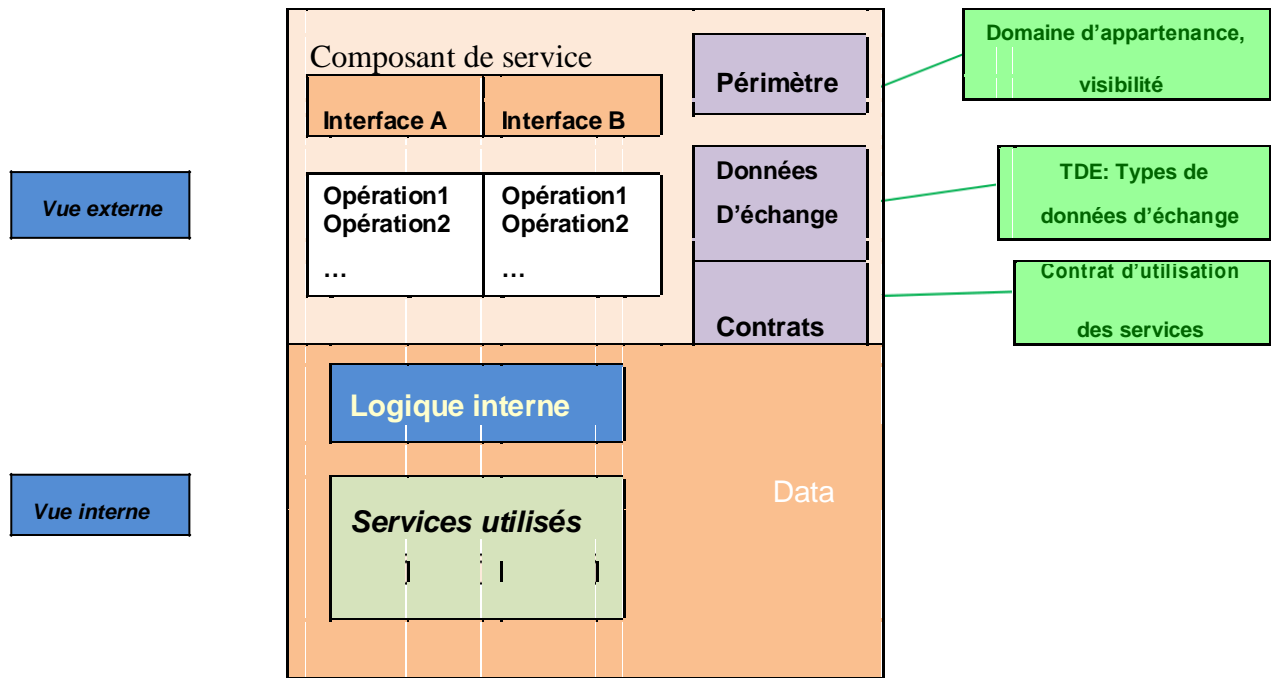 Composant de service
Périmètre
Domaine d’appartenance,
visibilité
Interface A
Interface B
Vue externe
Opération1
Opération2
…
Opération1
Opération2
…
Données
D’échange
TDE: Types de
données d’échange
Contrats
Contrat d’utilisation
des services
Logique interne
Vue interne
Services utilisés
Data